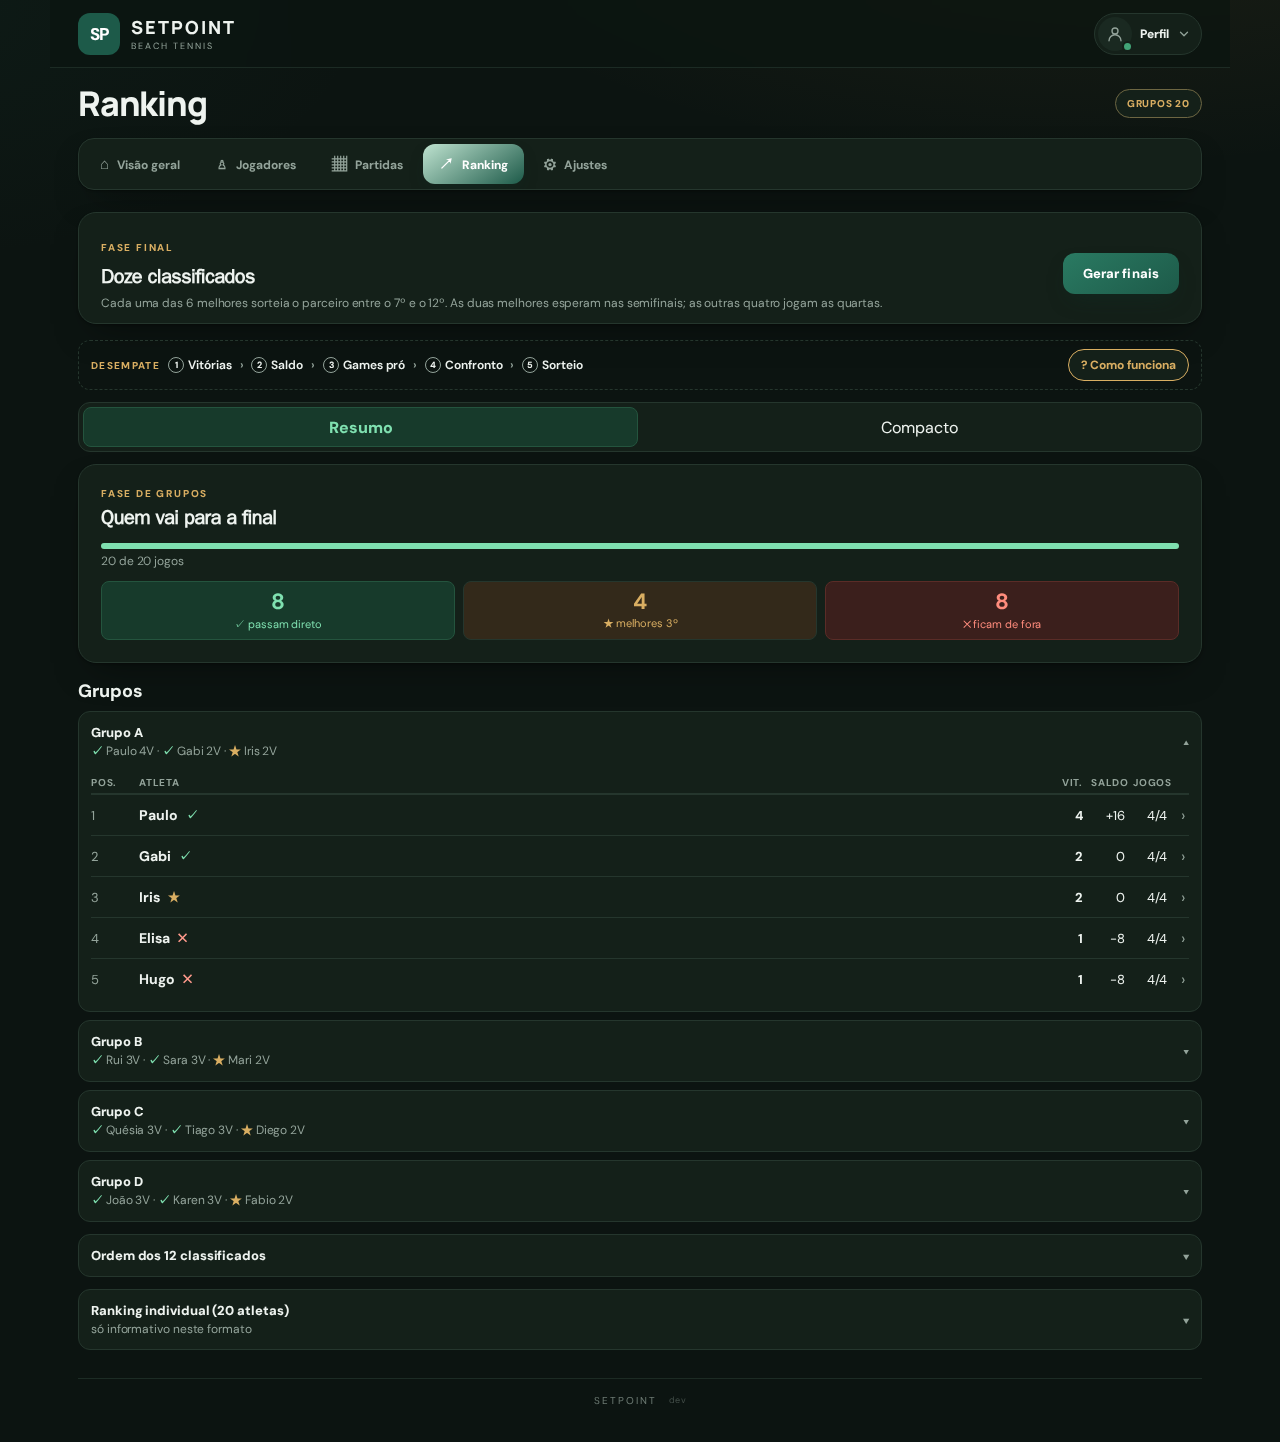 SP
SETPOINT
BEACH TENNIS
Perfil
Ranking
GRUPOS 20
Visão geral
Jogadores
Partidas
Ranking
Ajustes
FASE FINAL
Doze classificados
Cada uma das 6 melhores sorteia o parceiro entre o 7º e o 12º. As duas melhores esperam nas semifinais; as outras quatro jogam as quartas.
Gerar finais
DESEMPATE 1 Vitórias › 2 Saldo › 3 Games pró › 4 Confronto › 5 Sorteio
? Como funciona
Resumo
Compacto
FASE DE GRUPOS
Quem vai para a final
20 de 20 jogos
8
✓ passam direto
4
★ melhores 3º
8
✕ ficam de fora
Grupos
Grupo A
✓ Paulo 4V · ✓ Gabi 2V · ★ Iris 2V
POS. ATLETA VIT. SALDO JOGOS
1 Paulo ✓ 4 +16 4/4 ›
2 Gabi ✓ 2 0 4/4 ›
3 Iris ★ 2 0 4/4 ›
4 Elisa ✕ 1 -8 4/4 ›
5 Hugo ✕ 1 -8 4/4 ›
Grupo B
✓ Rui 3V · ✓ Sara 3V · ★ Mari 2V
Grupo C
✓ Quésia 3V · ✓ Tiago 3V · ★ Diego 2V
Grupo D
✓ João 3V · ✓ Karen 3V · ★ Fabio 2V
Ordem dos 12 classificados
Ranking individual (20 atletas)
só informativo neste formato
SETPOINT dev